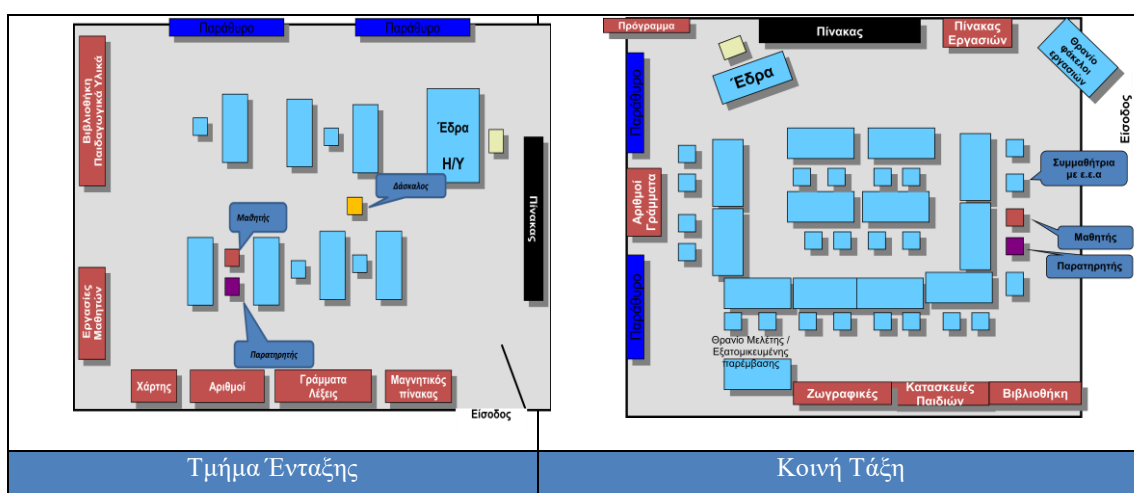 Παράθυρο
Παράθυρο
Βιβλιοθήκη
Παιδαγωγικά Υλικά
Έδρα
Η/Υ
Δάσκαλος
Μαθητής
Πίνακας
Εργασίες
Μαθητών
Παρατηρητής
Χάρτης
Αριθμοί
Γράμματα
Λέξεις
Μαγνητικός
πίνακας
Είσοδος
Τμήμα Ένταξης
Πρόγραμμα
Πίνακας
Πίνακας
Εργασιών
Θρανίο
φάκελοι
εργασιών
Έδρα
Είσοδος
Παράθυρο
Συμμαθήτρια
με ε.ε.α
Αριθμοί
Γράμματα
Μαθητής
Παρατηρητής
Παράθυρο
Θρανίο Μελέτης /
Εξατομικευμένης
παρέμβασης
Ζωγραφικές
Κατασκευές
Παιδιών
Βιβλιοθήκη
Κοινή Τάξη